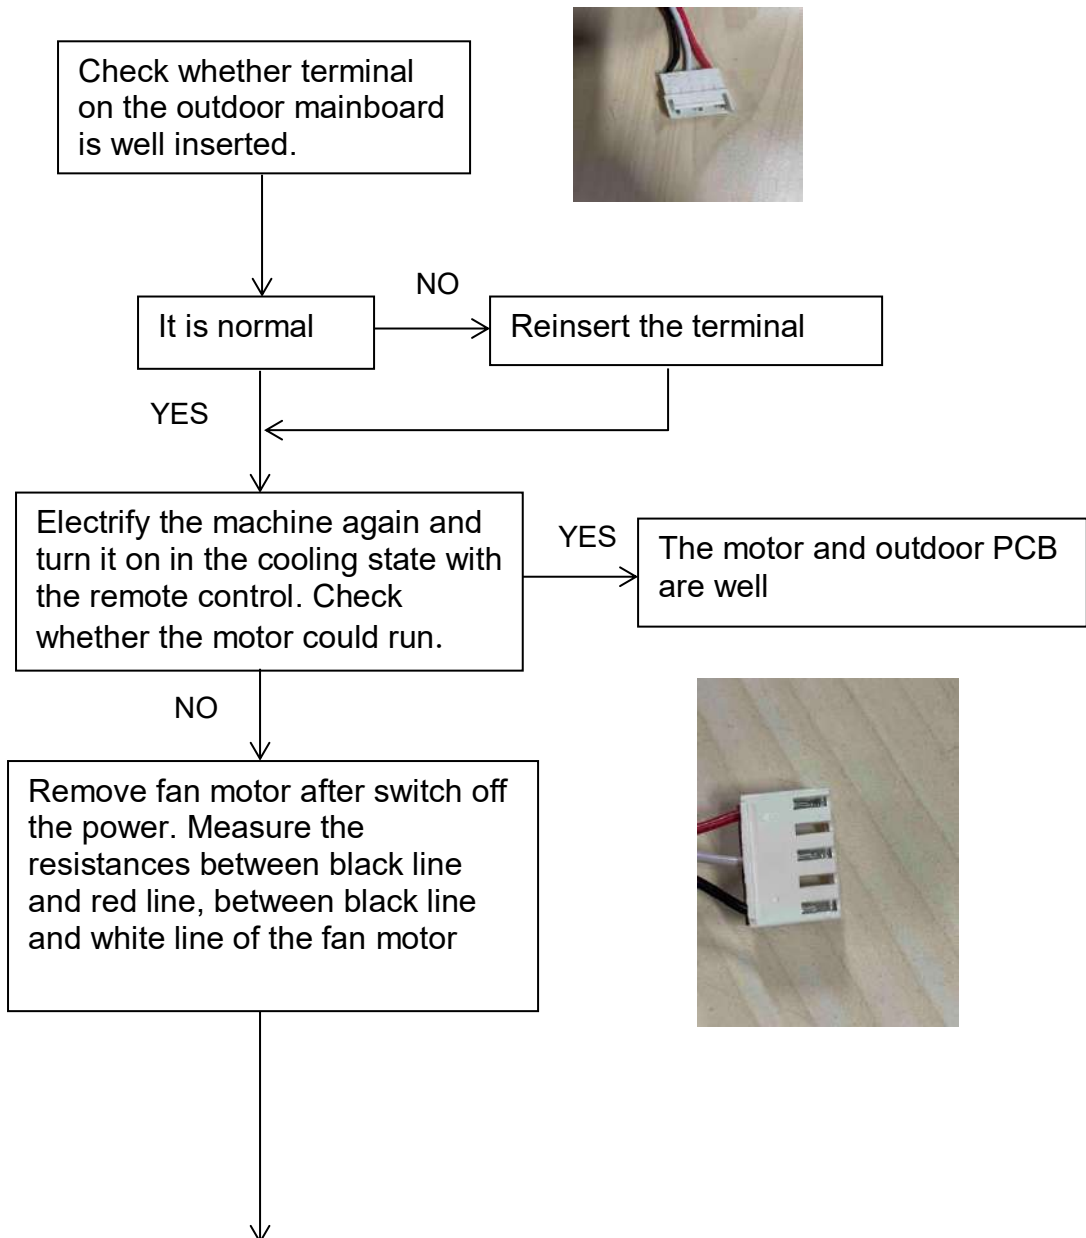 Check whether terminal
on the outdoor mainboard
is well inserted.
NO
It is normal
Reinsert the terminal
YES
Electrify the machine again and
turn it on in the cooling state with
the remote control. Check
whether the motor could run.
YES
The motor and outdoor PCB
are well
NO
Remove fan motor after switch off
the power. Measure the
resistances between black line
and red line, between black line
and white line of the fan motor